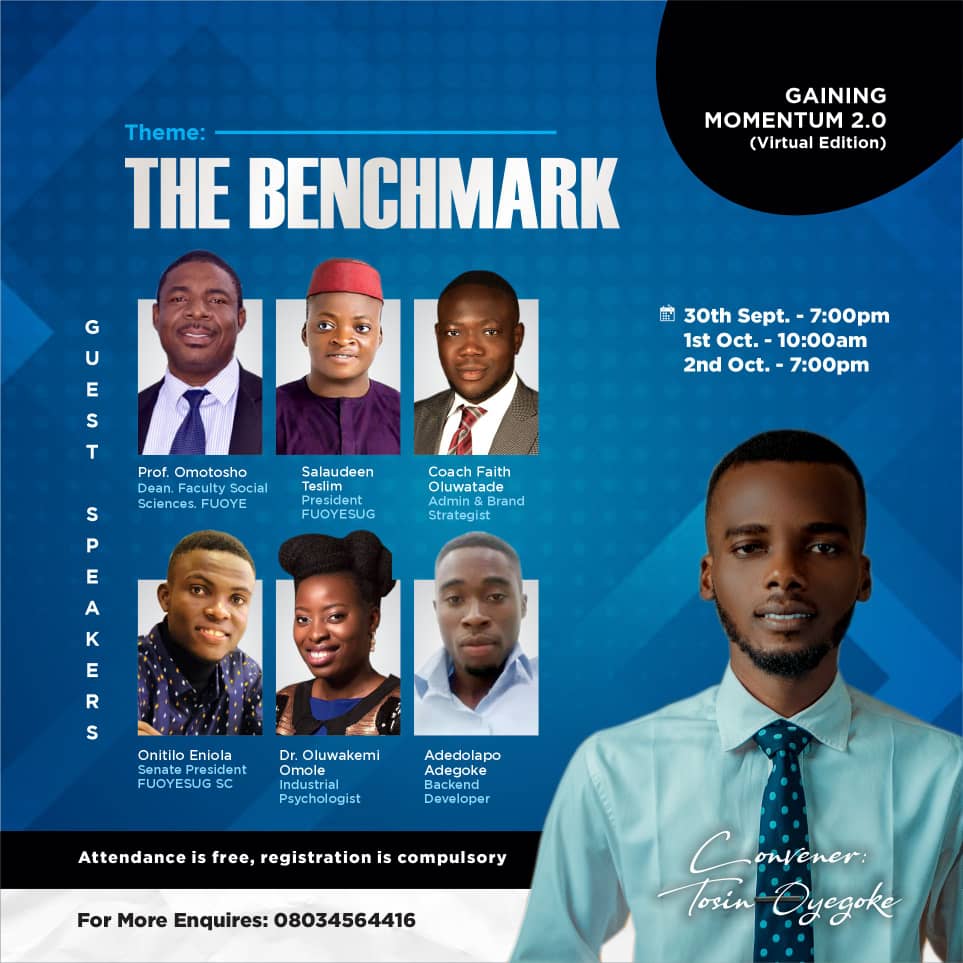 GAINING
MOMENTUM 2.0
(Virtual Edition)
Theme:
THE BENCHMARK
30th Sept. - 7:00pm
1st Oct. - 10:00am
2nd Oct. - 7:00pm
GUEST SPEAKERS
Prof. Omotosho
Dean. Faculty Social
Sciences. FUOYE
Salaudeen
Teslim
President
FUOYESUG
Coach Faith
Oluwatade
Admin & Brand
Strategist
Onitilo Eniola
Senate President
FUOYESUG SC
Dr. Oluwakemi
Omole
Industrial
Psychologist
Adedolapo
Adegoke
Backend
Developer
Attendance is free, registration is compulsory
For More Enquires: 08034564416
Convener:
Tosin Oyegoke